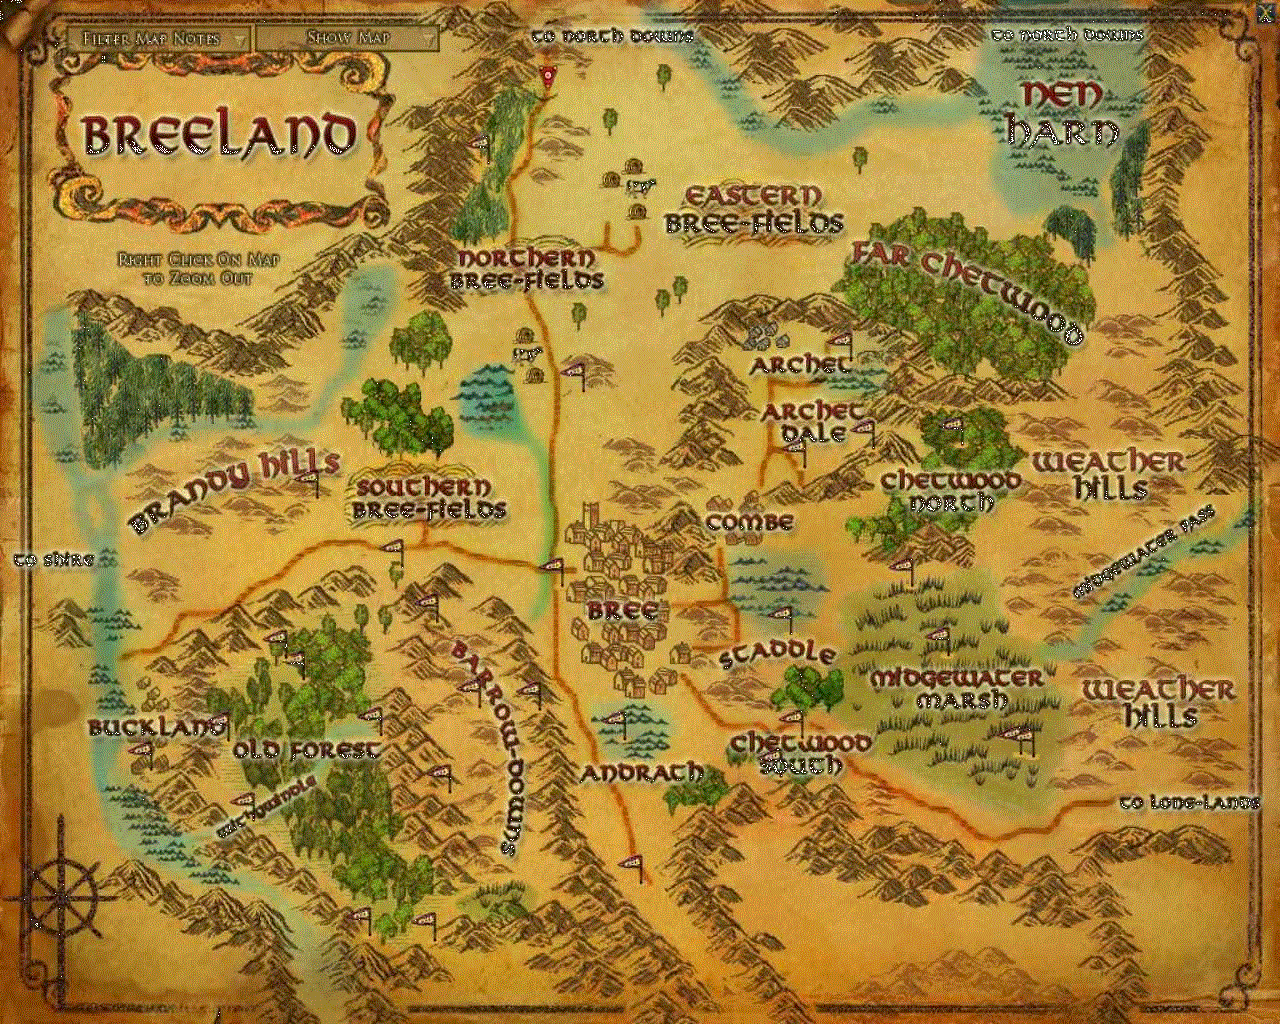 Filter Map Notes
Show Map
to North Downs
to North Downs
Breeland
Nen
Harn
Eastern
Bree-Fields
Right Click On Map
to Zoom Out
Northern
Bree-Fields
Far Chetwood
Archet
Archet
Dale
Brandy Hills
Southern
Bree-Fields
Chetwood
North
Weather
Hills
Combe
Midgewater Pass
to Shire
Bree
Staddle
Barrow-Downs
Midgewater
Marsh
Weather
Hills
Buckland
Old Forest
Chetwood
South
Andrath
Withywindle
to Lone-Lands